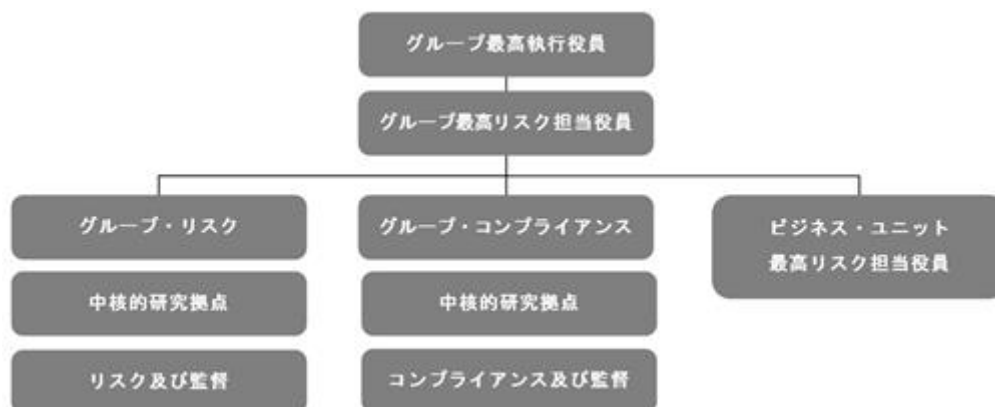 グループ最高執行役員
グループ最高リスク担当役員
グループ・リスク
中核的研究拠点
リスク及び監督
グループ・コンプライアンス
中核的研究拠点
コンプライアンス及び監督
ビジネス・ユニット
最高リスク担当役員